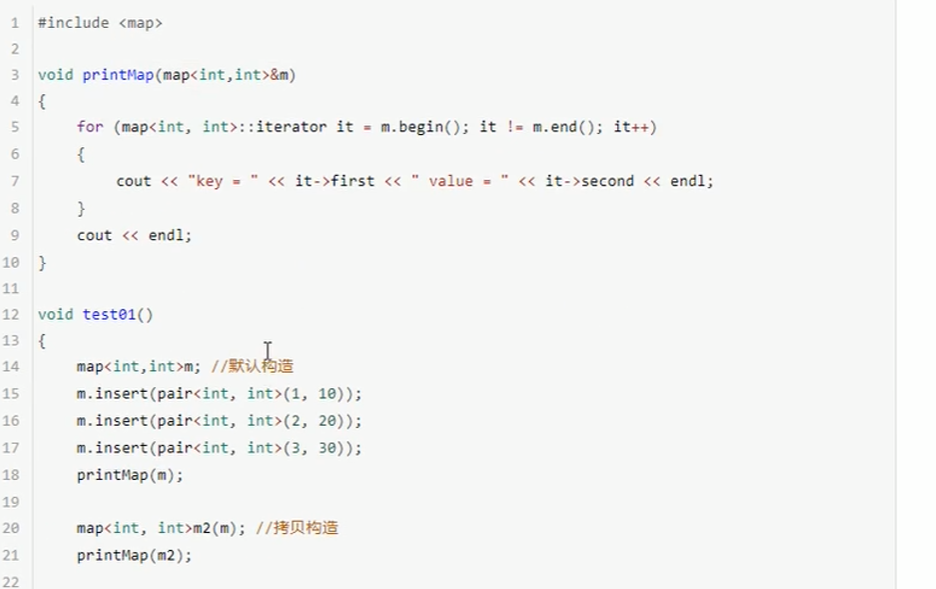 1 #include <map>
2
3 void printMap(map<int,int>&m)
4 {
5 for (map<int, int>::iterator it = m.begin(); it != m.end(); it++)
6 {
7 cout << "key = " << it->first << " value = " << it->second << endl;
8 }
9 cout << endl;
10 }
11
12 void test01()
13 {
14 map<int,int>m; //默认构造
15 m.insert(pair<int, int>(1, 10));
16 m.insert(pair<int, int>(2, 20));
17 m.insert(pair<int, int>(3, 30));
18 printMap(m);
19
20 map<int, int>m2(m); //拷贝构造
21 printMap(m2);
22